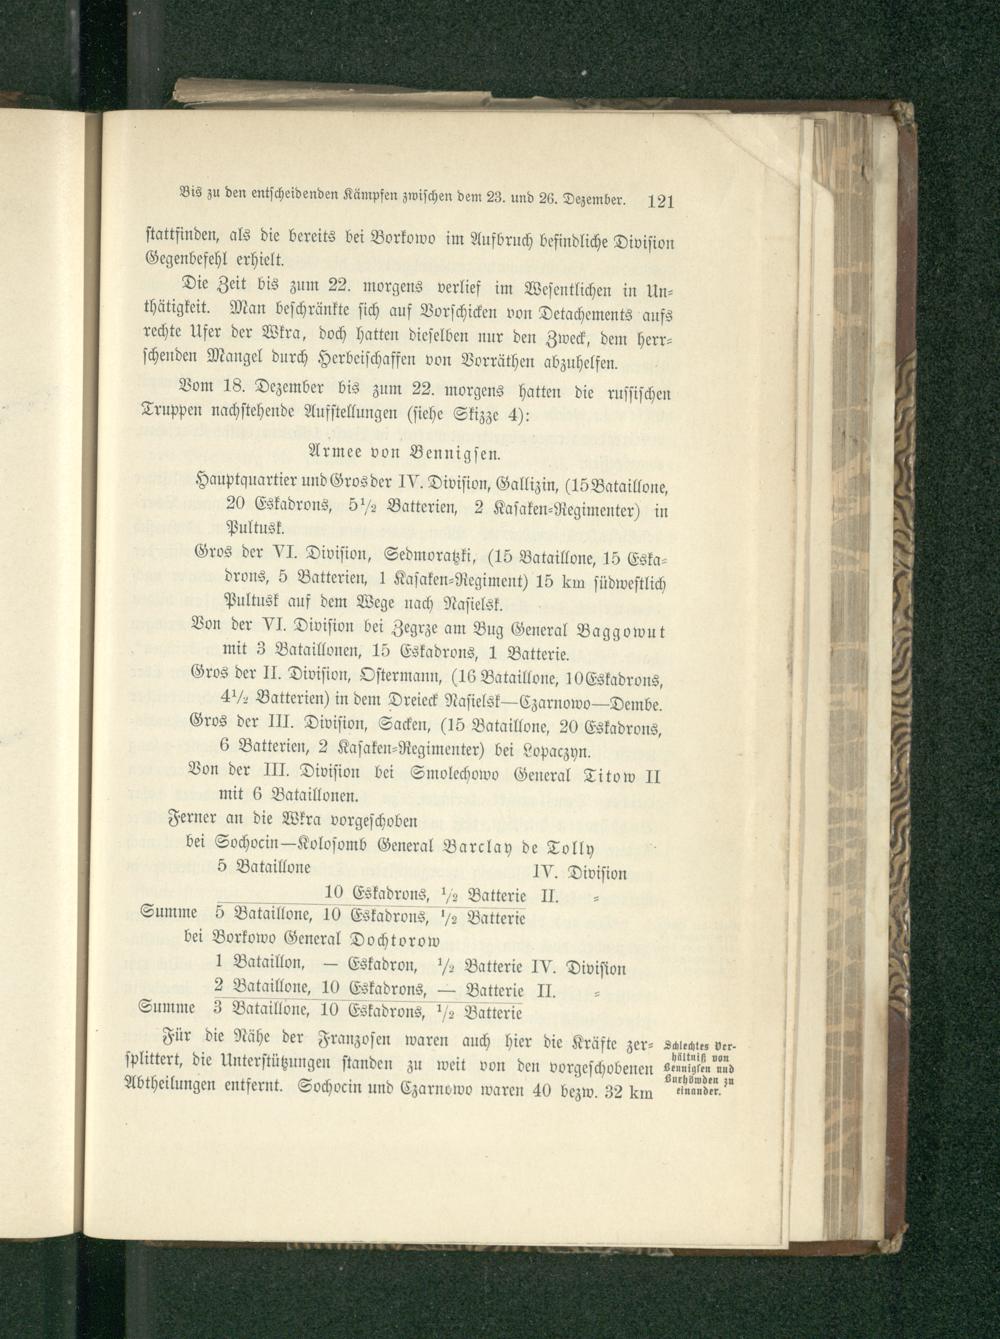 Bis zu den entscheidenden Kämpfen zwischen dem 23. und 26. Dezember. 121
stattfinden, als die bereits bei Borkowo im Aufbruch befindliche Division
Gegenbefehl erhielt.
Die Zeit bis zum 22. morgens verlief im Wesentlichen in Un-
thätigkeit. Man beschränkte sich auf Vorschicken von Detachements aufs
rechte Ufer der Wkra, doch hatten dieselben nur den Zweck, dem herr-
schenden Mangel durch Herbeischaffen von Vorräthen abzuhelfen.
Vom 18. Dezember bis zum 22. morgens hatten die russischen
Truppen nachstehende Aufstellungen (siehe Skizze 4):
Armee von Bennigsen.
Hauptquartier und Gros der IV. Division, Gallizin, (15 Bataillone,
20 Eskadrons, 5½ Batterien, 2 Kasaken-Regimenter) in
Pultusk.
Gros der VI. Division, Sedmoratzki, (15 Bataillone, 15 Eska-
drons, 5 Batterien, 1 Kasaken-Regiment) 15 km südwestlich
Pultusk auf dem Wege nach Nasielsk.
Von der VI. Division bei Zegrze am Bug General Baggowut
mit 3 Bataillonen, 15 Eskadrons, 1 Batterie.
Gros der II. Division, Ostermann, (16 Bataillone, 10 Eskadrons,
4½ Batterien) in dem Dreieck Nasielsk—Czarnowo—Dembe.
Gros der III. Division, Sacken, (15 Bataillone, 20 Eskadrons,
6 Batterien, 2 Kasaken-Regimenter) bei Lopaczyn.
Von der III. Division bei Smolechowo General Titow II
mit 6 Bataillonen.
Ferner an die Wkra vorgeschoben
bei Sochocin—Kolosomb General Barclay de Tolly
5 Bataillone IV. Division
10 Eskadrons, ½ Batterie II. =
Summe 5 Bataillone, 10 Eskadrons, ½ Batterie
bei Borkowo General Dochtorow
1 Bataillon, — Eskadron, ½ Batterie IV. Division
2 Bataillone, 10 Eskadrons, — Batterie II. =
Summe 3 Bataillone, 10 Eskadrons, ½ Batterie
Für die Nähe der Franzosen waren auch hier die Kräfte zer-
splittert, die Unterstützungen standen zu weit von den vorgeschobenen
Abtheilungen entfernt. Sochocin und Czarnowo waren 40 bezw. 32 km
Schlechtes Ver-
hältniß von
Bennigsen und
Burhöwden zu
einander.